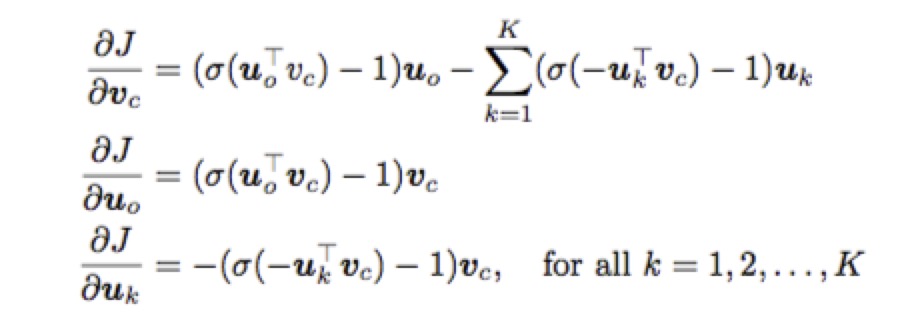 ∂J/∂v_c = (σ(u_o^⊤ v_c) − 1)u_o − ∑_{k=1}^{K} (σ(−u_k^⊤ v_c) − 1)u_k
∂J/∂u_o = (σ(u_o^⊤ v_c) − 1)v_c
∂J/∂u_k = −(σ(−u_k^⊤ v_c) − 1)v_c, for all k = 1, 2, . . . , K